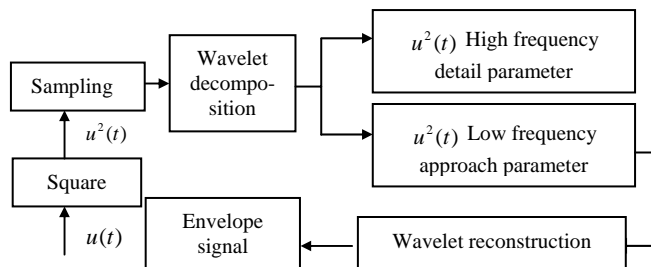 Wavelet
decompo-
sition
u²(t) High frequency
detail parameter
Sampling
u²(t)
u²(t) Low frequency
approach parameter
Square
u(t)
Envelope
signal
Wavelet reconstruction